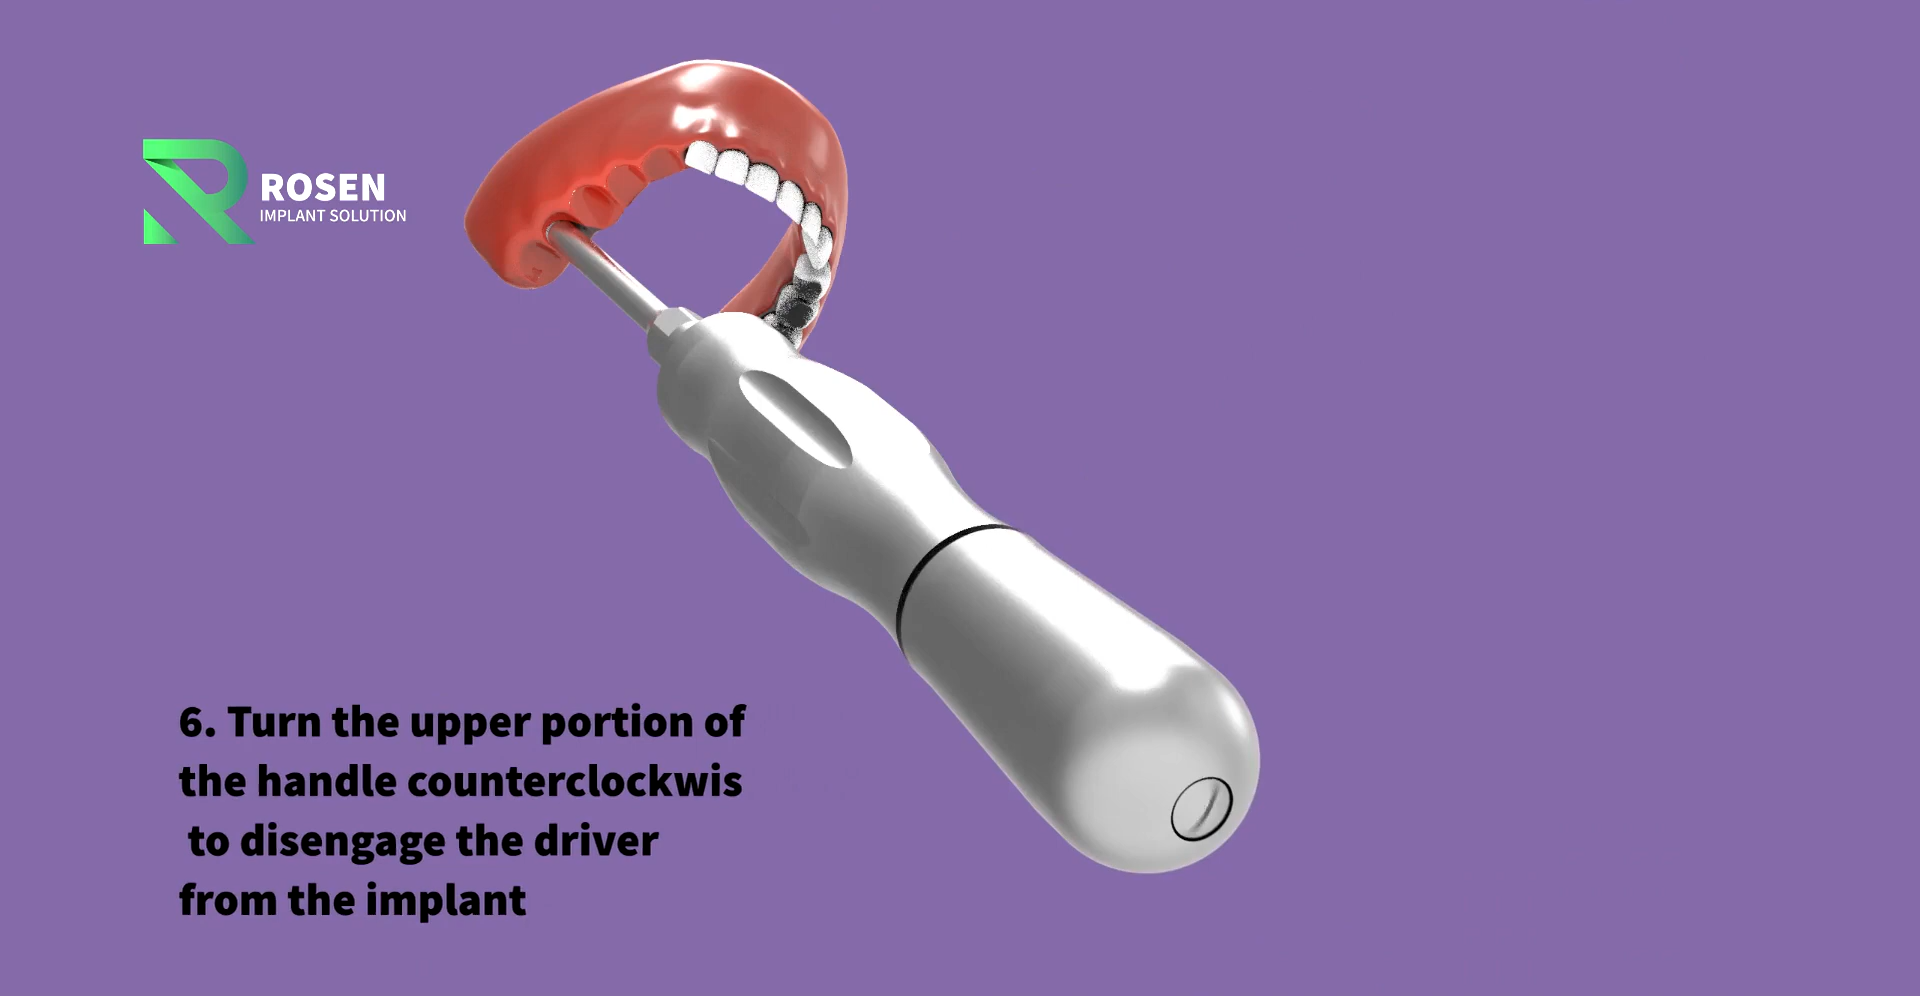 ROSEN
IMPLANT SOLUTION
6. Turn the upper portion of
the handle counterclockwis
to disengage the driver
from the implant